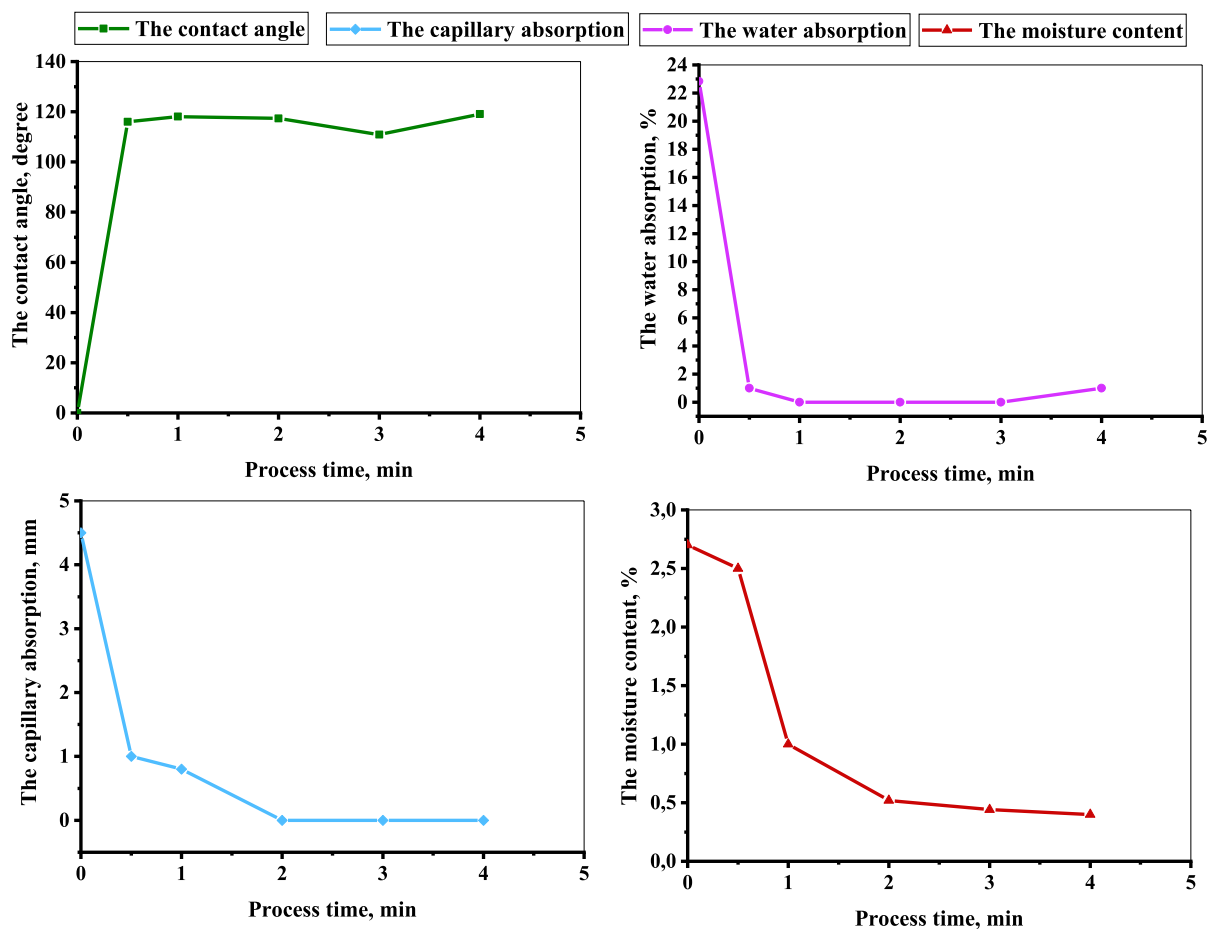 The contact angle
The capillary absorption
The water absorption
The moisture content
140
120
100
80
60
40
20
0
The contact angle, degree
0 1 2 3 4 5
Process time, min
24
22
20
18
16
14
12
10
8
6
4
2
0
The water absorption, %
0 1 2 3 4 5
Process time, min
5
4
3
2
1
0
The capillary absorption, mm
0 1 2 3 4 5
Process time, min
3,0
2,5
2,0
1,5
1,0
0,5
0,0
The moisture content, %
0 1 2 3 4 5
Process time, min